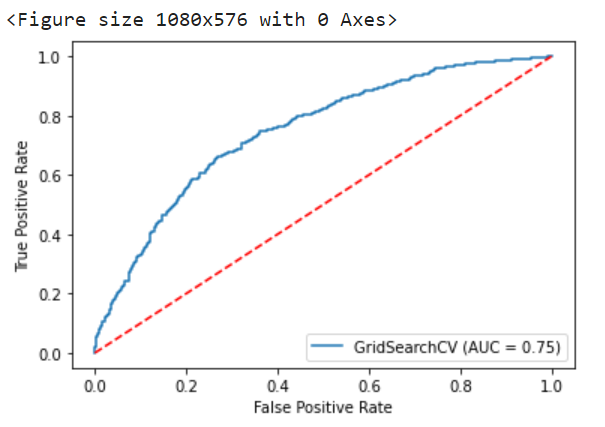 <Figure size 1080x576 with 0 Axes>
1.0
0.8
0.6
0.4
0.2
0.0
True Positive Rate
GridSearchCV (AUC = 0.75)
0.0 0.2 0.4 0.6 0.8 1.0
False Positive Rate